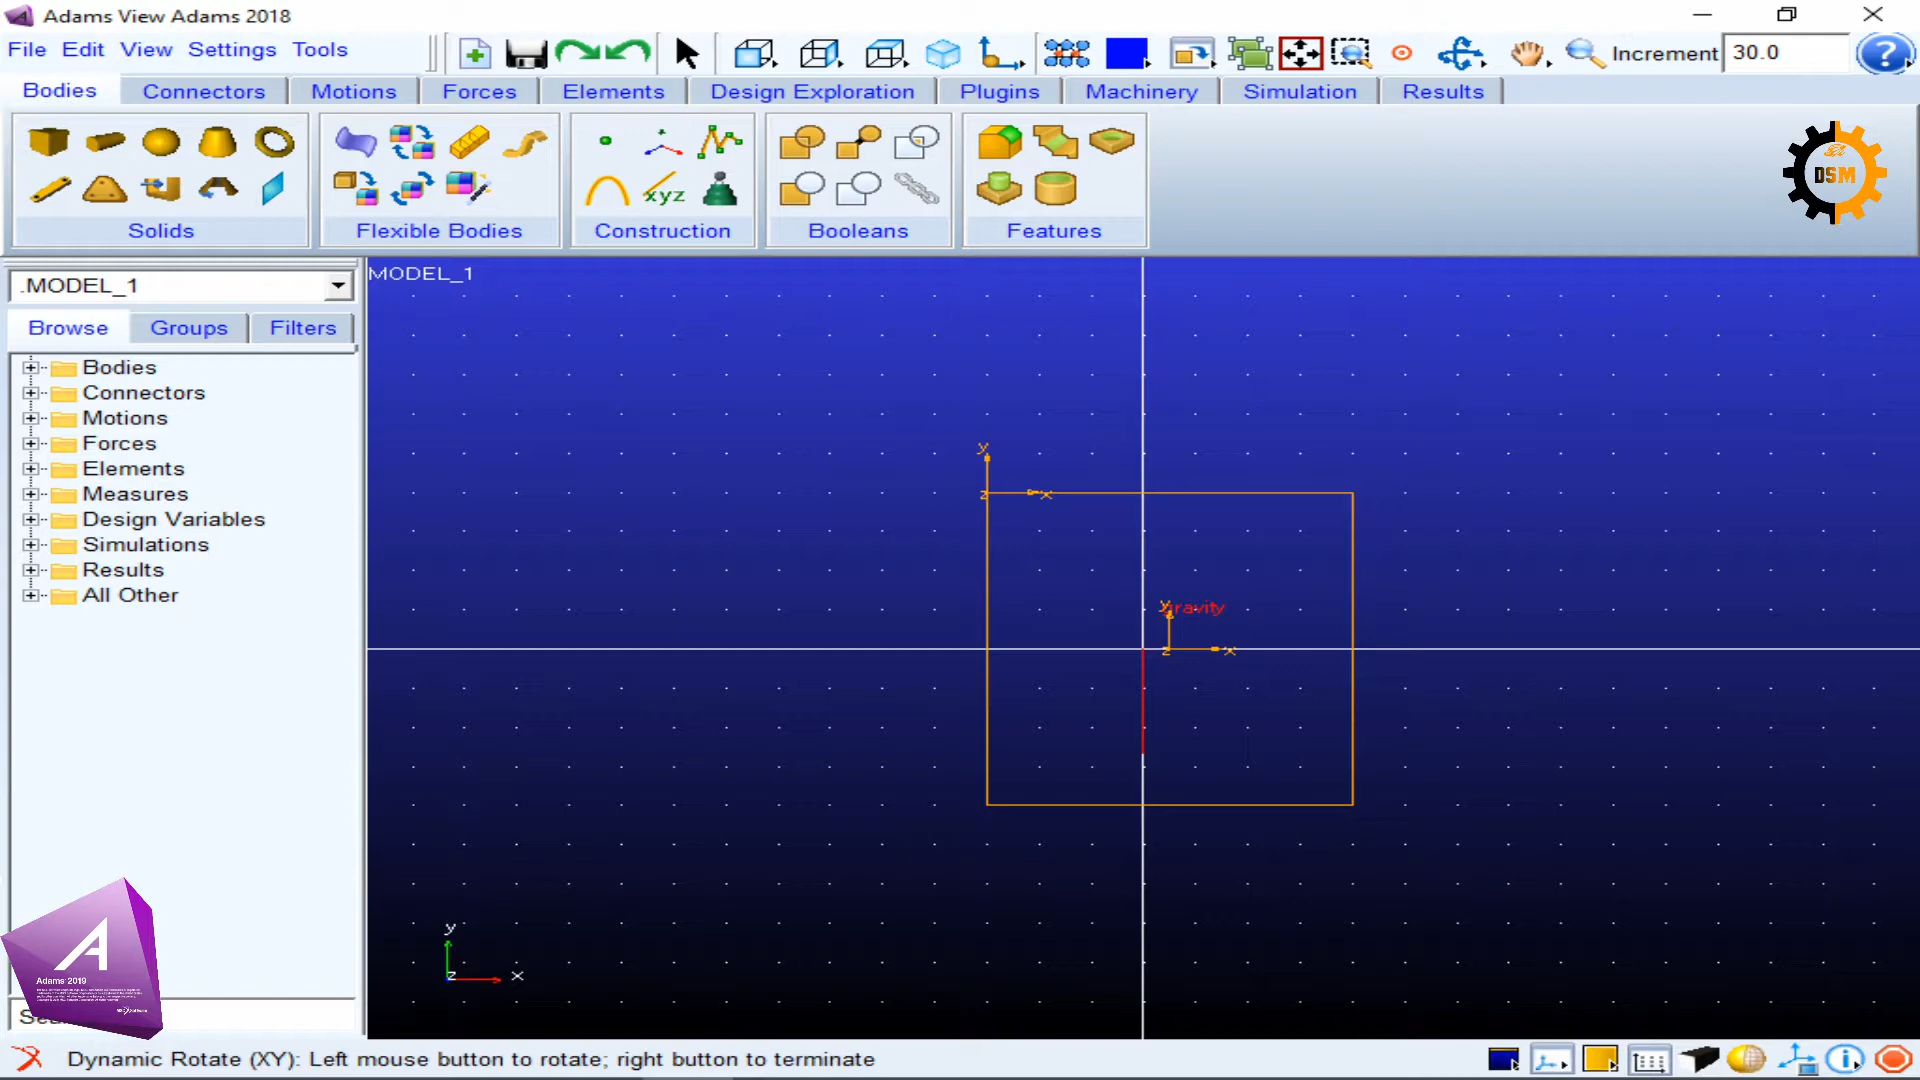 Adams View Adams 2018
File Edit View Settings Tools
Increment 30.0
Bodies Connectors Motions Forces Elements Design Exploration Plugins Machinery Simulation Results
xyz
DSM
Solids Flexible Bodies Construction Booleans Features
.MODEL_1
MODEL_1
Browse Groups Filters
Bodies
Connectors
Motions
Forces
Elements
Measures
Design Variables
Simulations
Results
All Other
y
z x
y gravity
z x
y
z x
A
Adams 2019
Dynamic Rotate (XY): Left mouse button to rotate; right button to terminate